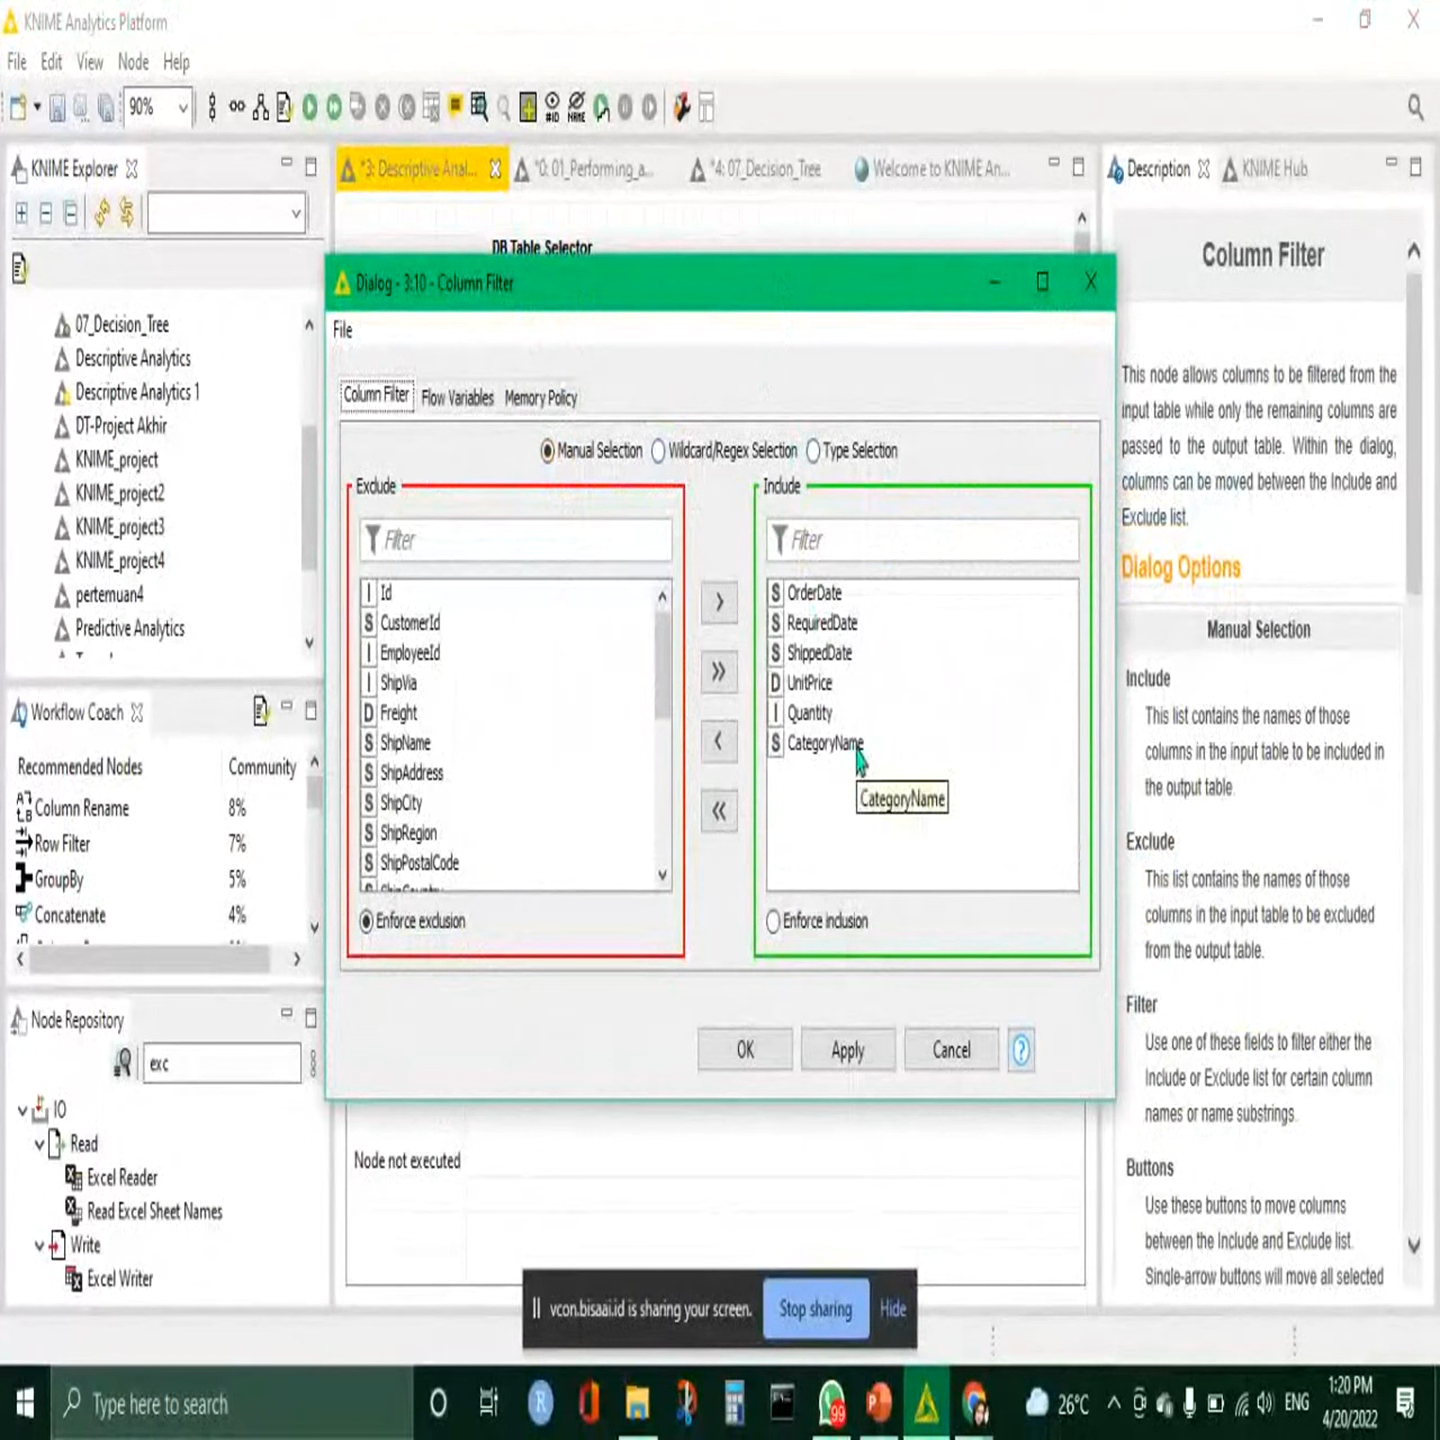 KNIME Analytics Platform
File Edit View Node Help
90%
#ID NAME
KNIME Explorer
*3: Descriptive Anal...
*0: 01_Performing_a...
*4: 07_Decision_Tree
Welcome to KNIME An...
Description
KNIME Hub
07_Decision_Tree
Descriptive Analytics
Descriptive Analytics 1
DT-Project Akhir
KNIME_project
KNIME_project2
KNIME_project3
KNIME_project4
pertemuan4
Predictive Analytics
Workflow Coach
Recommended Nodes Community
Column Rename 8%
Row Filter 7%
GroupBy 5%
Concatenate 4%
Node Repository
exc
IO
Read
Excel Reader
Read Excel Sheet Names
Write
Excel Writer
DB Table Selector
Dialog - 3:10 - Column Filter
File
Column Filter Flow Variables Memory Policy
Manual Selection Wildcard/Regex Selection Type Selection
Exclude
Filter
I Id
S CustomerId
I EmployeeId
I ShipVia
D Freight
S ShipName
S ShipAddress
S ShipCity
S ShipRegion
S ShipPostalCode
S ShipCountry
Enforce exclusion
>
>>
<
<<
Include
Filter
S OrderDate
S RequiredDate
S ShippedDate
D UnitPrice
I Quantity
S CategoryName
CategoryName
Enforce inclusion
OK Apply Cancel ?
Node not executed
Column Filter
This node allows columns to be filtered from the
input table while only the remaining columns are
passed to the output table. Within the dialog,
columns can be moved between the Include and
Exclude list.
Dialog Options
Manual Selection
Include
This list contains the names of those
columns in the input table to be included in
the output table.
Exclude
This list contains the names of those
columns in the input table to be excluded
from the output table.
Filter
Use one of these fields to filter either the
Include or Exclude list for certain column
names or name substrings.
Buttons
Use these buttons to move columns
between the Include and Exclude list.
Single-arrow buttons will move all selected
vcon.bisaai.id is sharing your screen. Stop sharing Hide
Type here to search
R
99
P
26°C
ENG
1:20 PM
4/20/2022